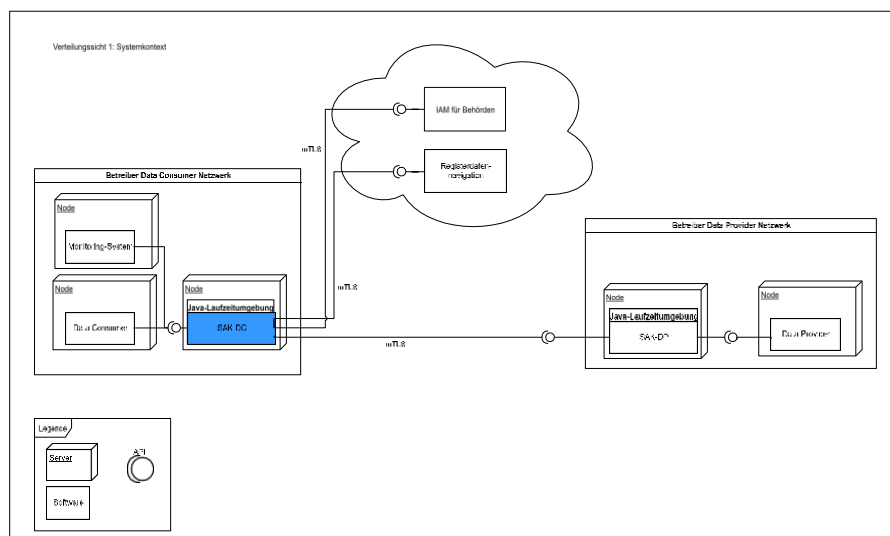 Verteilungssicht 1: Systemkontext
IAM für Behörden
mTLS
Registerdaten-
navigation
Betreiber Data Consumer Netzwerk
Node
Monitoring-System
Node
Data Consumer
Node
Java-Laufzeitumgebung
SAK-DC
mTLS
mTLS
Betreiber Data Provider Netzwerk
Node
Java-Laufzeitumgebung
SAK-DP
Node
Data Provider
Legende
Server
API
Software